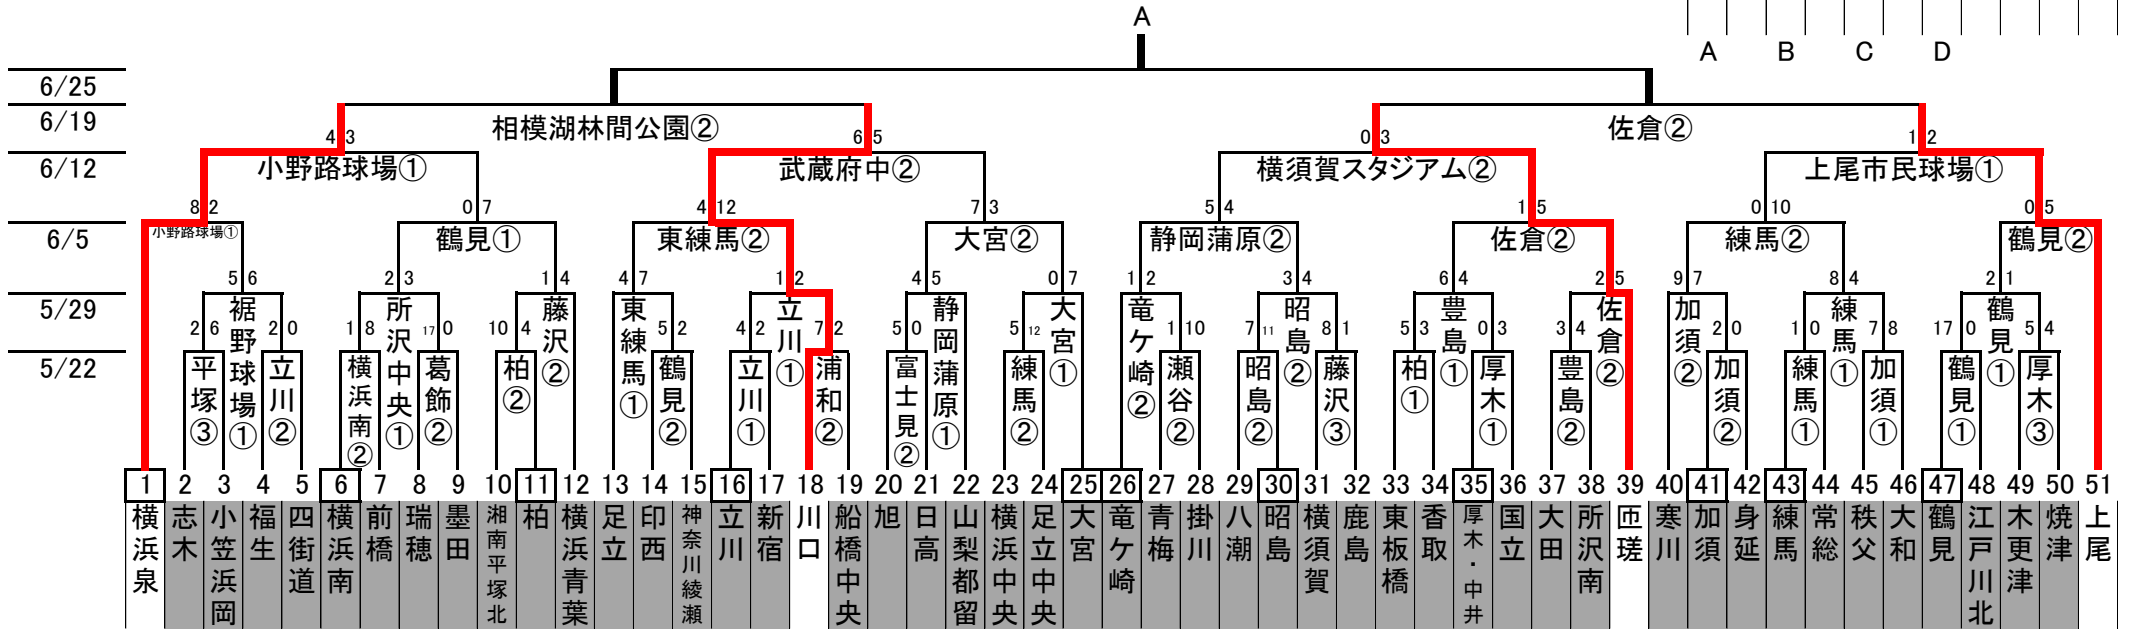 A
A B C D
6/25
6/19
相模湖林間公園②
佐倉②
4 3
6 5
0 3
1 2
6/12
小野路球場①
武蔵府中②
横須賀スタジアム②
上尾市民球場①
8 2
0 7
4 12
7 3
5 4
1 5
0 10
0 5
6/5
小野路球場①
鶴見①
東練馬②
大宮②
静岡蒲原②
佐倉②
練馬②
鶴見②
5 6
2 3
1 4
4 7
1 2
4 5
0 7
1 2
3 4
6 4
2 5
9 7
8 4
2 1
5/29
裾野球場①
所沢中央①
藤沢②
東練馬①
立川①
静岡蒲原①
大宮①
竜ケ崎②
昭島②
豊島①
佐倉②
加須②
練馬①
鶴見①
2 6
2 0
1 8
17 0
10 4
5 2
4 2
7 2
5 0
5 12
1 10
7 11
8 1
5 3
0 3
3 4
2 0
1 0
7 8
17 0
5 4
5/22
平塚③
立川②
横浜南②
葛飾②
柏②
鶴見②
立川①
浦和②
富士見②
練馬②
瀬谷②
昭島②
藤沢③
柏①
厚木①
豊島②
加須②
練馬①
加須①
鶴見①
厚木③
1 2 3 4 5 6 7 8 9 10 11 12 13 14 15 16 17 18 19 20 21 22 23 24 25 26 27 28 29 30 31 32 33 34 35 36 37 38 39 40 41 42 43 44 45 46 47 48 49 50 51
横浜泉
志木
小笠浜岡
福生
四街道
横浜南
前橋
瑞穂
墨田
湘南平塚北
柏
横浜青葉
足立
印西
神奈川綾瀬
立川
新宿
川口
船橋中央
旭
日高
山梨都留
横浜中央
足立中央
大宮
竜ケ崎
青梅
掛川
八潮
昭島
横須賀
鹿島
東板橋
香取
厚木・中井
国立
大田
所沢南
匝瑳
寒川
加須
身延
練馬
常総
秩父
大和
鶴見
江戸川北
木更津
焼津
上尾